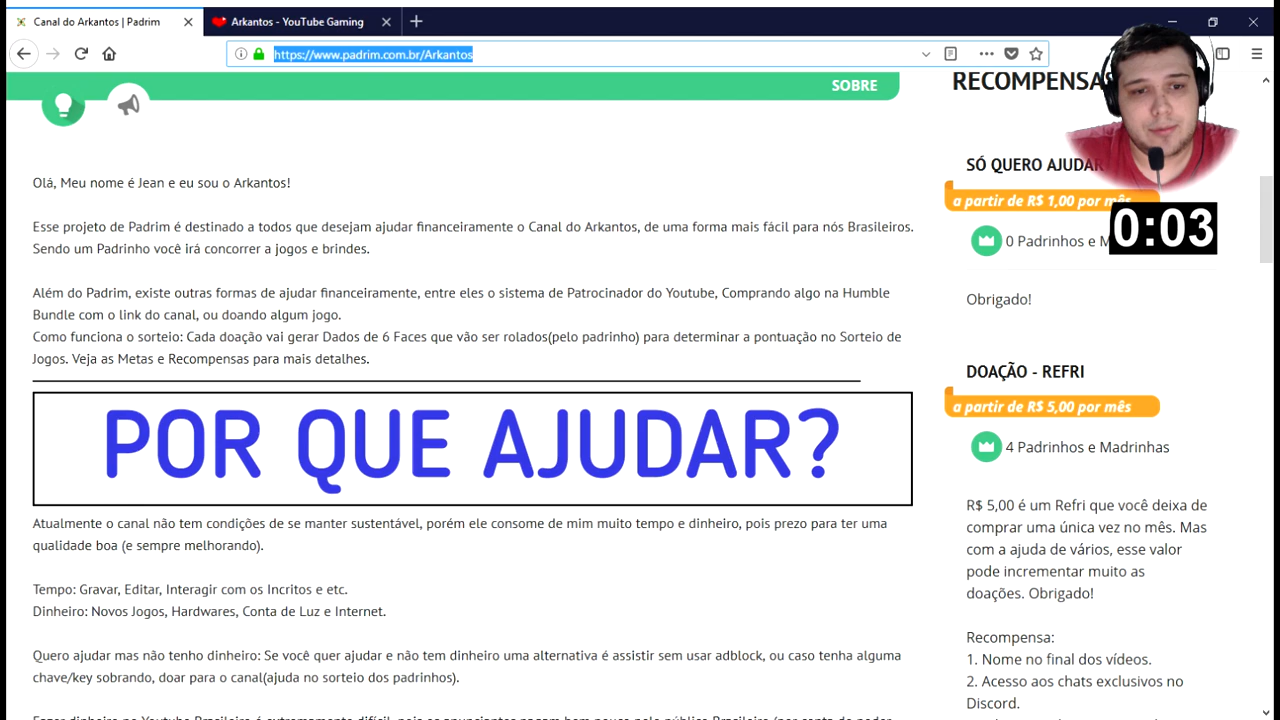 Canal do Arkantos | Padrim
Arkantos - YouTube Gaming
https://www.padrim.com.br/Arkantos
SOBRE
Olá, Meu nome é Jean e eu sou o Arkantos!
Esse projeto de Padrim é destinado a todos que desejam ajudar financeiramente o Canal do Arkantos, de uma forma mais fácil para nós Brasileiros.
Sendo um Padrinho você irá concorrer a jogos e brindes.
Além do Padrim, existe outras formas de ajudar financeiramente, entre eles o sistema de Patrocinador do Youtube, Comprando algo na Humble
Bundle com o link do canal, ou doando algum jogo.
Como funciona o sorteio: Cada doação vai gerar Dados de 6 Faces que vão ser rolados(pelo padrinho) para determinar a pontuação no Sorteio de
Jogos. Veja as Metas e Recompensas para mais detalhes.
POR QUE AJUDAR?
Atualmente o canal não tem condições de se manter sustentável, porém ele consome de mim muito tempo e dinheiro, pois prezo para ter uma
qualidade boa (e sempre melhorando).
Tempo: Gravar, Editar, Interagir com os Incritos e etc.
Dinheiro: Novos Jogos, Hardwares, Conta de Luz e Internet.
Quero ajudar mas não tenho dinheiro: Se você quer ajudar e não tem dinheiro uma alternativa é assistir sem usar adblock, ou caso tenha alguma
chave/key sobrando, doar para o canal(ajuda no sorteio dos padrinhos).
RECOMPENSAS
SÓ QUERO AJUDAR
a partir de R$ 1,00 por mês
0:03
0 Padrinhos e M
Obrigado!
DOAÇÃO - REFRI
a partir de R$ 5,00 por mês
4 Padrinhos e Madrinhas
R$ 5,00 é um Refri que você deixa de
comprar uma única vez no mês. Mas
com a ajuda de vários, esse valor
pode incrementar muito as
doações. Obrigado!
Recompensa:
1. Nome no final dos vídeos.
2. Acesso aos chats exclusivos no
Discord.